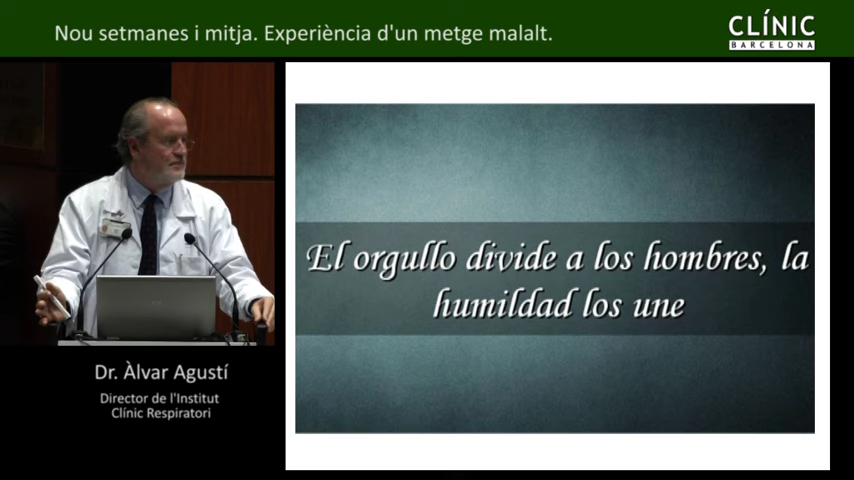 Nou setmanes i mitja. Experiència d'un metge malalt.
CLÍNIC
BARCELONA
El orgullo divide a los hombres, la
humildad los une
Dr. Àlvar Agustí
Director de l'Institut
Clínic Respiratori